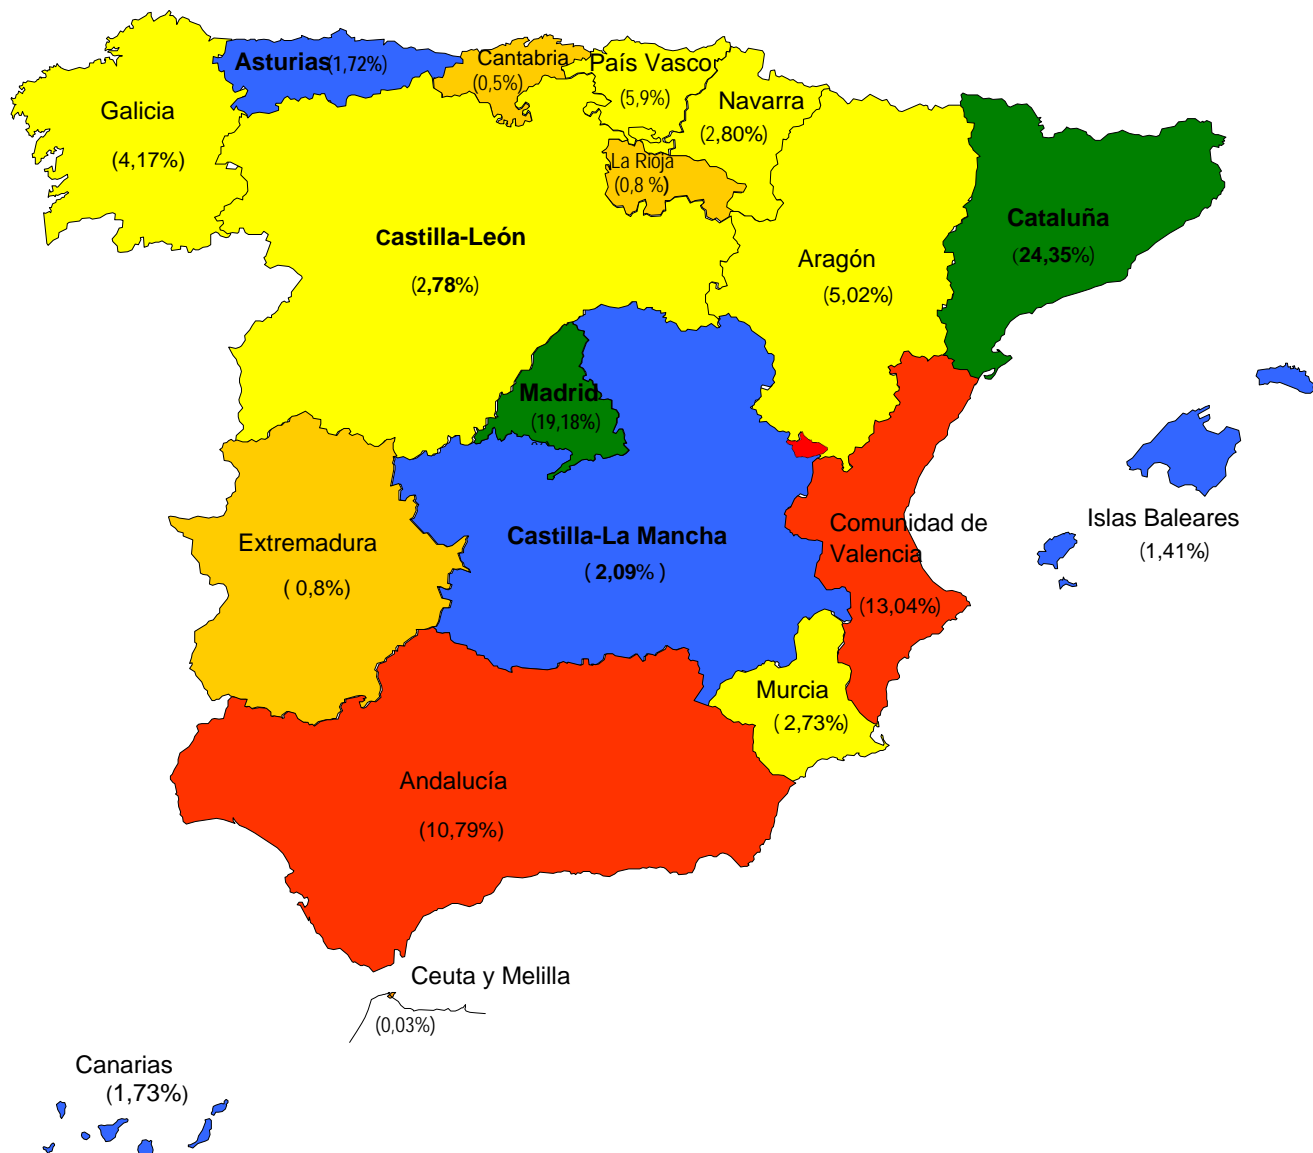 Cantabria
(0,5%)
Asturias(1,72%)
País Vasco
(5,9%)
Navarra
(2,80%)
Galicia
(4,17%)
La Rioja
(0,8 %)
Cataluña
(24,35%)
Castilla-León
(2,78%)
Aragón
(5,02%)
Madrid
(19,18%)
Islas Baleares
(1,41%)
Comunidad de
Valencia
(13,04%)
Castilla-La Mancha
( 2,09% )
Extremadura
( 0,8%)
Murcia
( 2,73%)
Andalucía
(10,79%)
Ceuta y Melilla
(0,03%)
Canarias
(1,73%)